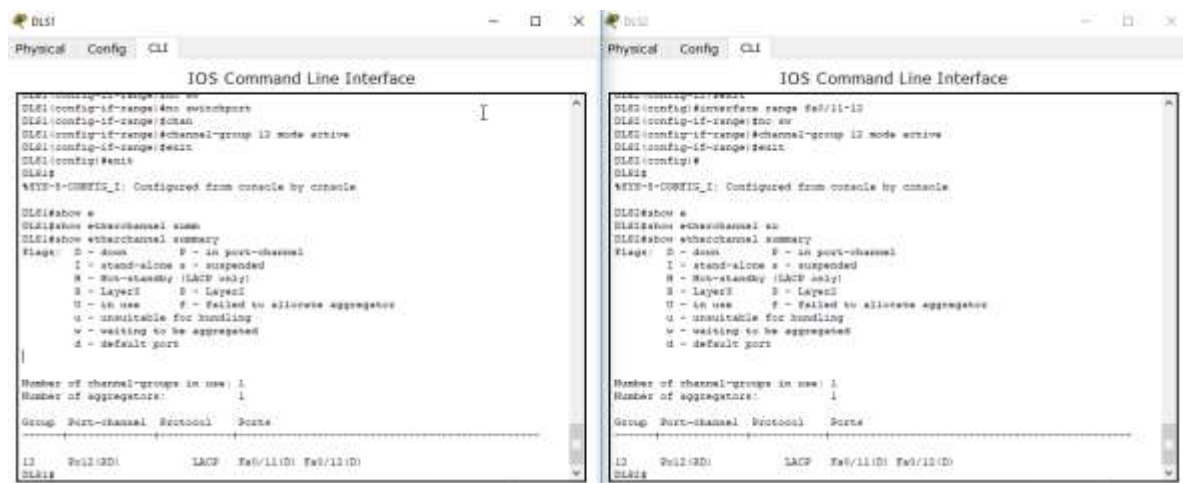 DLS1
Physical Config CLI
IOS Command Line Interface
DLS1(config-if-range)#no switchport
DLS1(config-if-range)#chan
DLS1(config-if-range)#channel-group 12 mode active
DLS1(config-if-range)#exit
DLS1(config)#exit
DLS1#
%SYS-5-CONFIG_I: Configured from console by console
DLS1#show e
DLS1#show etherchannel summ
DLS1#show etherchannel summary
Flags: D - down P - in port-channel
I - stand-alone s - suspended
H - Hot-standby (LACP only)
R - Layer3 S - Layer2
U - in use f - failed to allocate aggregator
u - unsuitable for bundling
w - waiting to be aggregated
d - default port
Number of channel-groups in use: 1
Number of aggregators: 1
Group Port-channel Protocol Ports
12 Po12(RD) LACP Fa0/11(D) Fa0/12(D)
DLS1#
DLS2
Physical Config CLI
IOS Command Line Interface
DLS2(config)#interface range fa0/11-12
DLS2(config-if-range)#no sw
DLS2(config-if-range)#channel-group 12 mode active
DLS2(config-if-range)#exit
DLS2(config)#
%SYS-5-CONFIG_I: Configured from console by console
DLS2#show e
DLS2#show etherchannel su
DLS2#show etherchannel summary
Flags: D - down P - in port-channel
I - stand-alone s - suspended
H - Hot-standby (LACP only)
R - Layer3 S - Layer2
U - in use f - failed to allocate aggregator
u - unsuitable for bundling
w - waiting to be aggregated
d - default port
Number of channel-groups in use: 1
Number of aggregators: 1
Group Port-channel Protocol Ports
12 Po12(RD) LACP Fa0/11(D) Fa0/12(D)
DLS2#